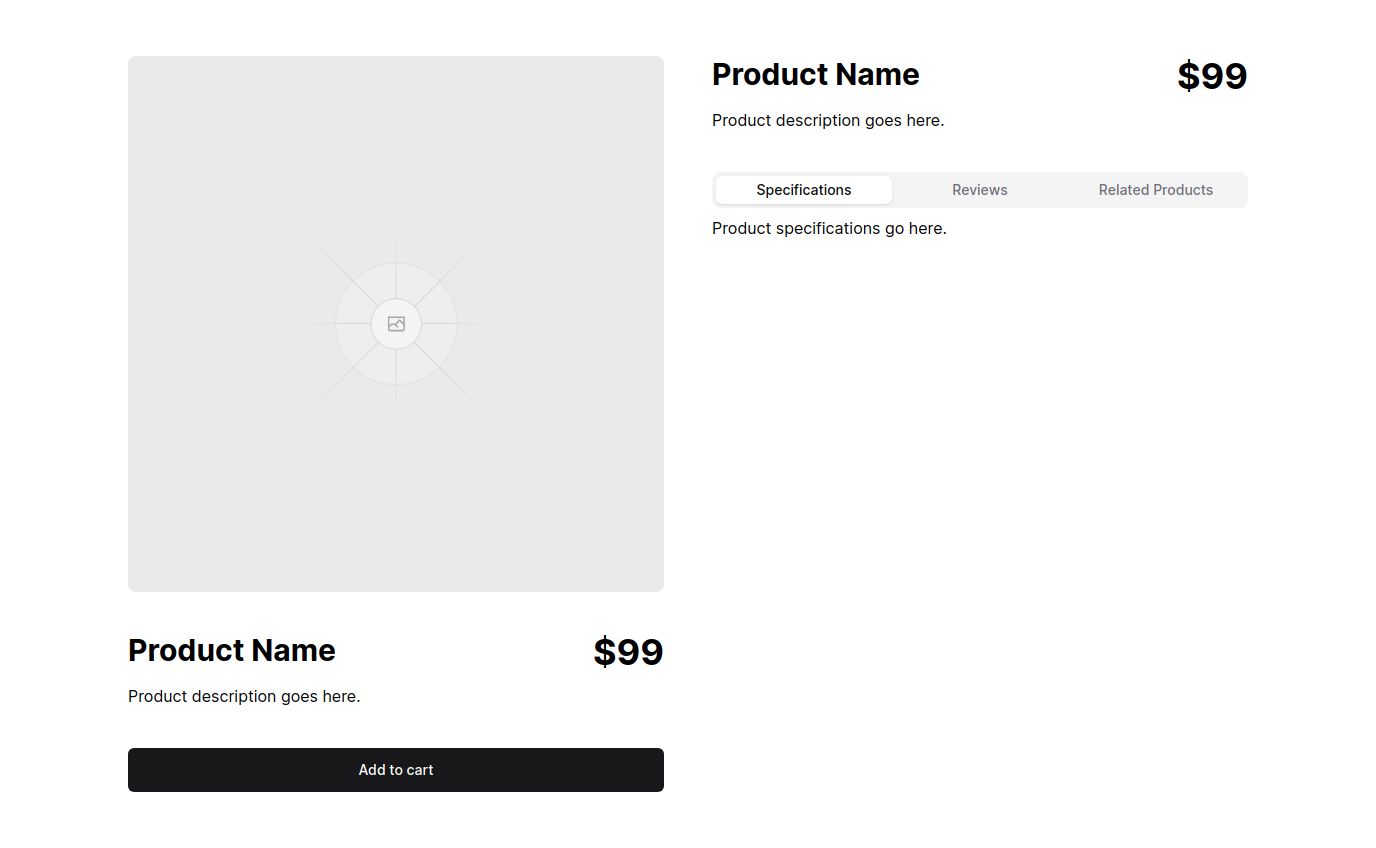 Product Name
$99
Product description goes here.
Add to cart
Product Name
$99
Product description goes here.
Specifications
Reviews
Related Products
Product specifications go here.